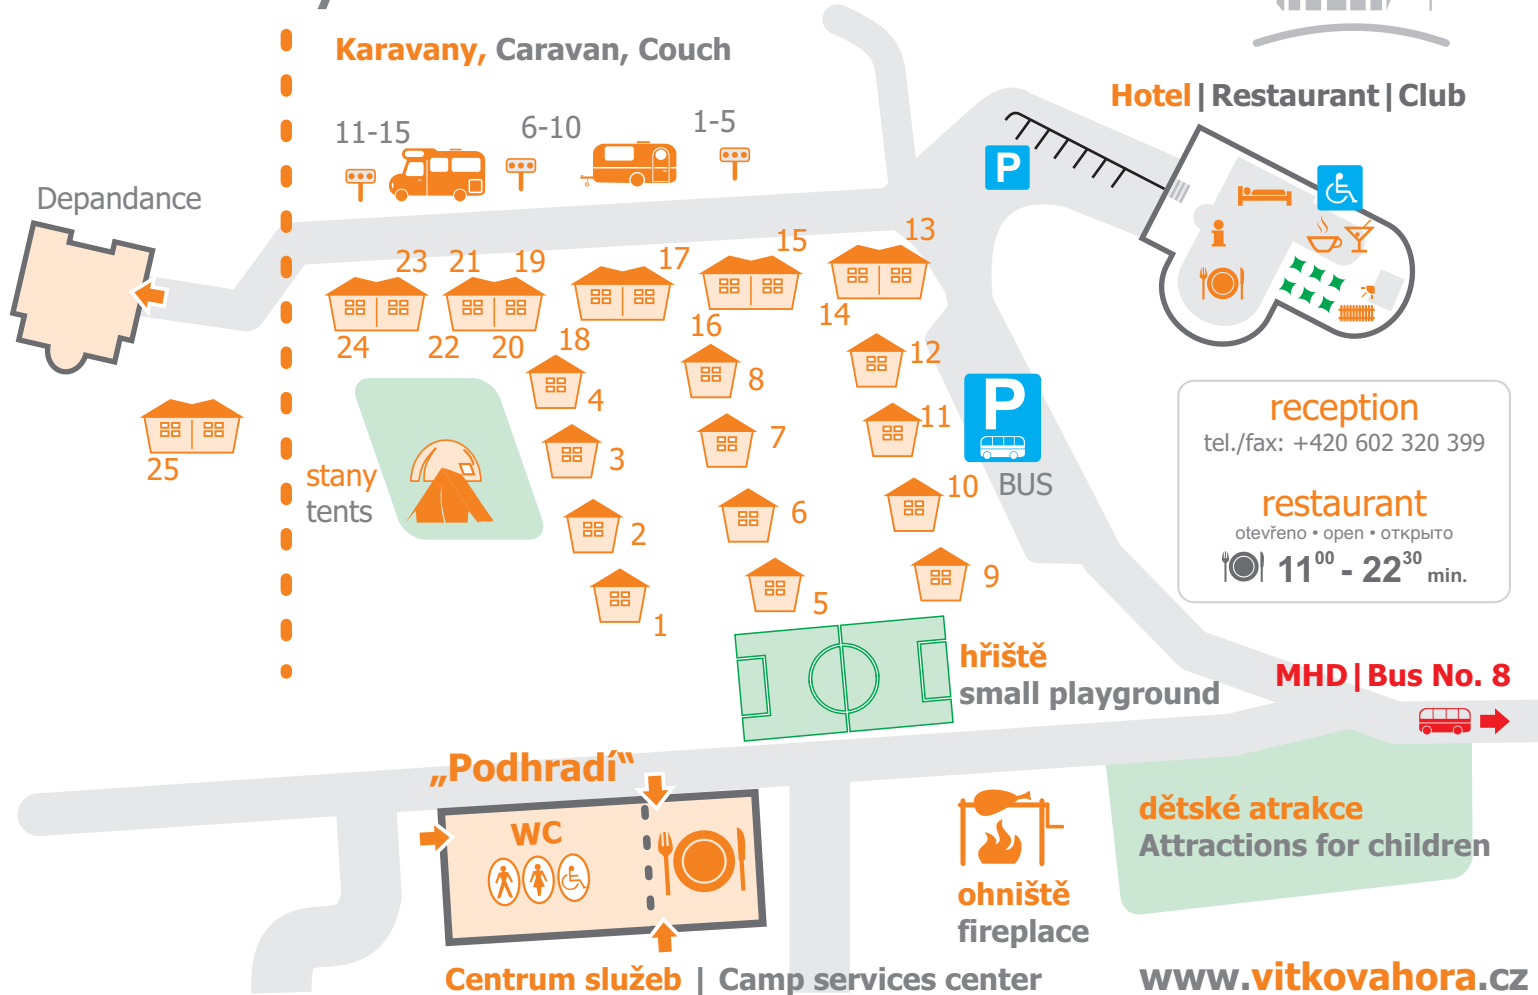 Karavany, Caravan, Couch
Hotel | Restaurant | Club
11-15
6-10
1-5
P
Depandance
23
21
19
17
15
13
24
22
20
18
16
14
12
4
8
11
P
BUS
25
3
7
10
stany
tents
2
6
9
1
5
reception
tel./fax: +420 602 320 399
restaurant
otevřeno • open • открыто
11⁰⁰ - 22³⁰ min.
hřiště
small playground
MHD | Bus No. 8
„Podhradí“
WC
dětské atrakce
Attractions for children
ohniště
fireplace
Centrum služeb | Camp services center
www.vitkovahora.cz